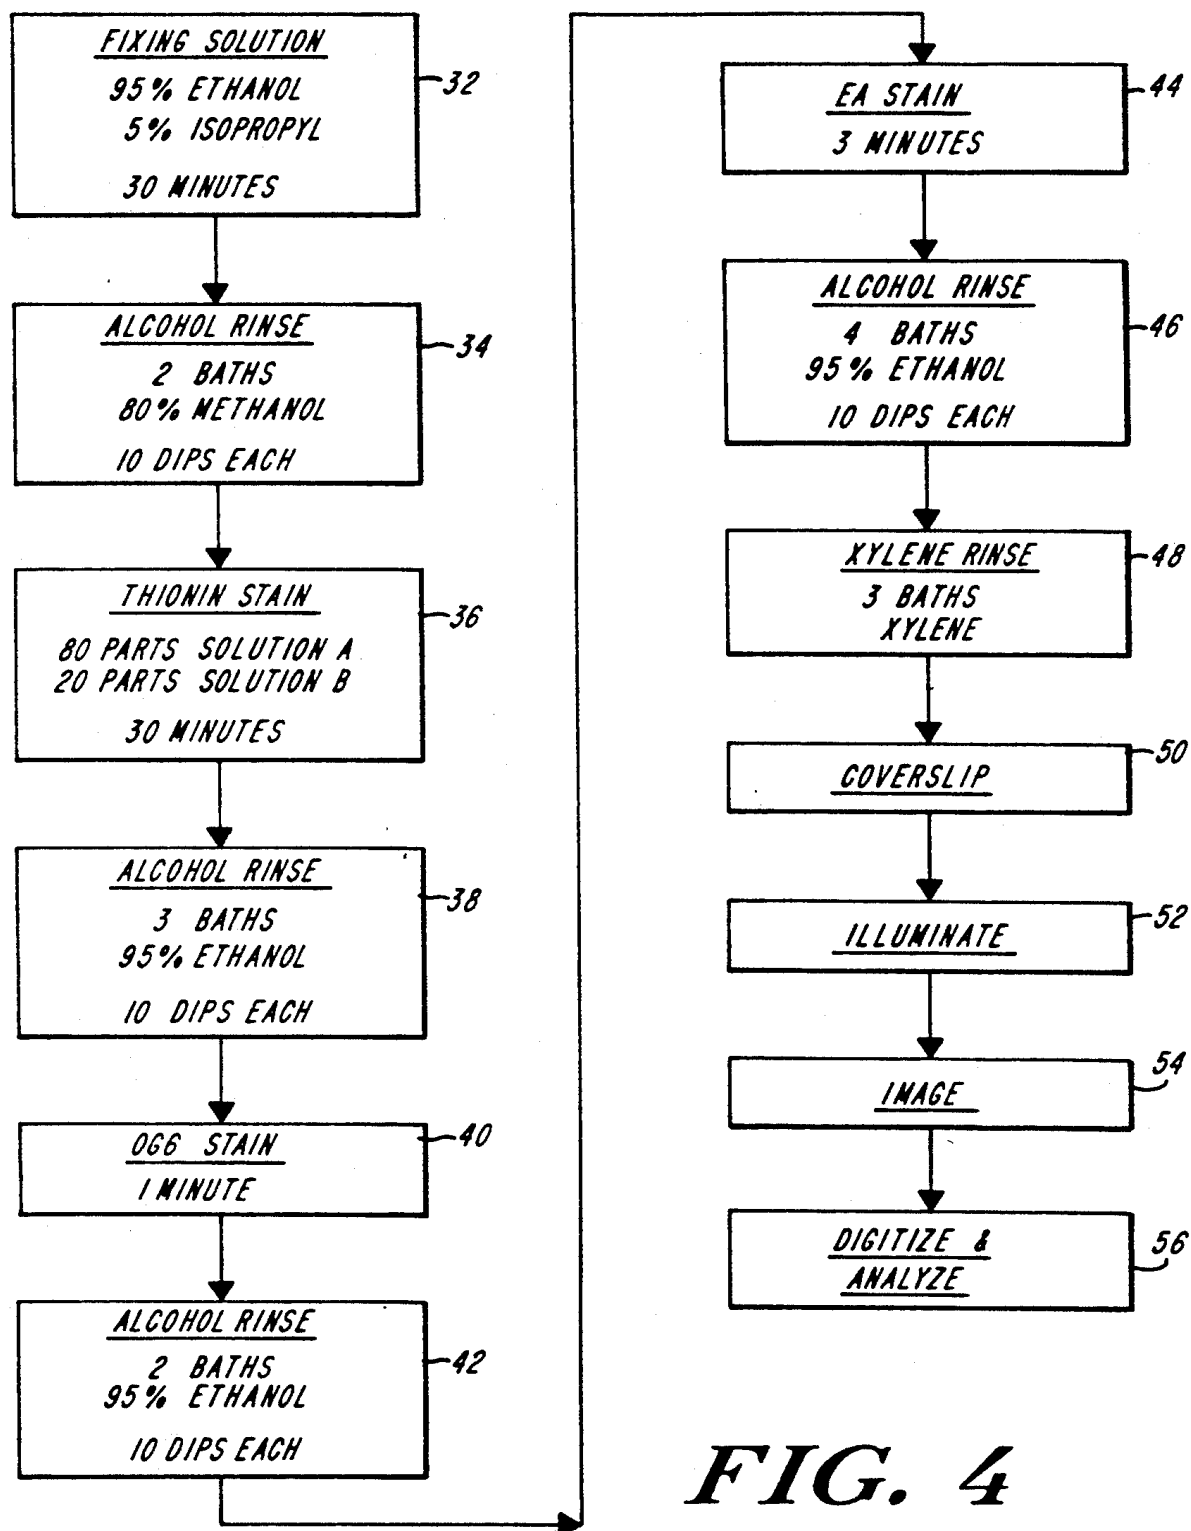 FIXING SOLUTION
95% ETHANOL
5% ISOPROPYL
30 MINUTES
32
ALCOHOL RINSE
2 BATHS
80% METHANOL
10 DIPS EACH
34
THIONIN STAIN
80 PARTS SOLUTION A
20 PARTS SOLUTION B
30 MINUTES
36
ALCOHOL RINSE
3 BATHS
95% ETHANOL
10 DIPS EACH
38
OG6 STAIN
1 MINUTE
40
ALCOHOL RINSE
2 BATHS
95% ETHANOL
10 DIPS EACH
42
EA STAIN
3 MINUTES
44
ALCOHOL RINSE
4 BATHS
95% ETHANOL
10 DIPS EACH
46
XYLENE RINSE
3 BATHS
XYLENE
48
COVERSLIP
50
ILLUMINATE
52
IMAGE
54
DIGITIZE &
ANALYZE
56
FIG. 4